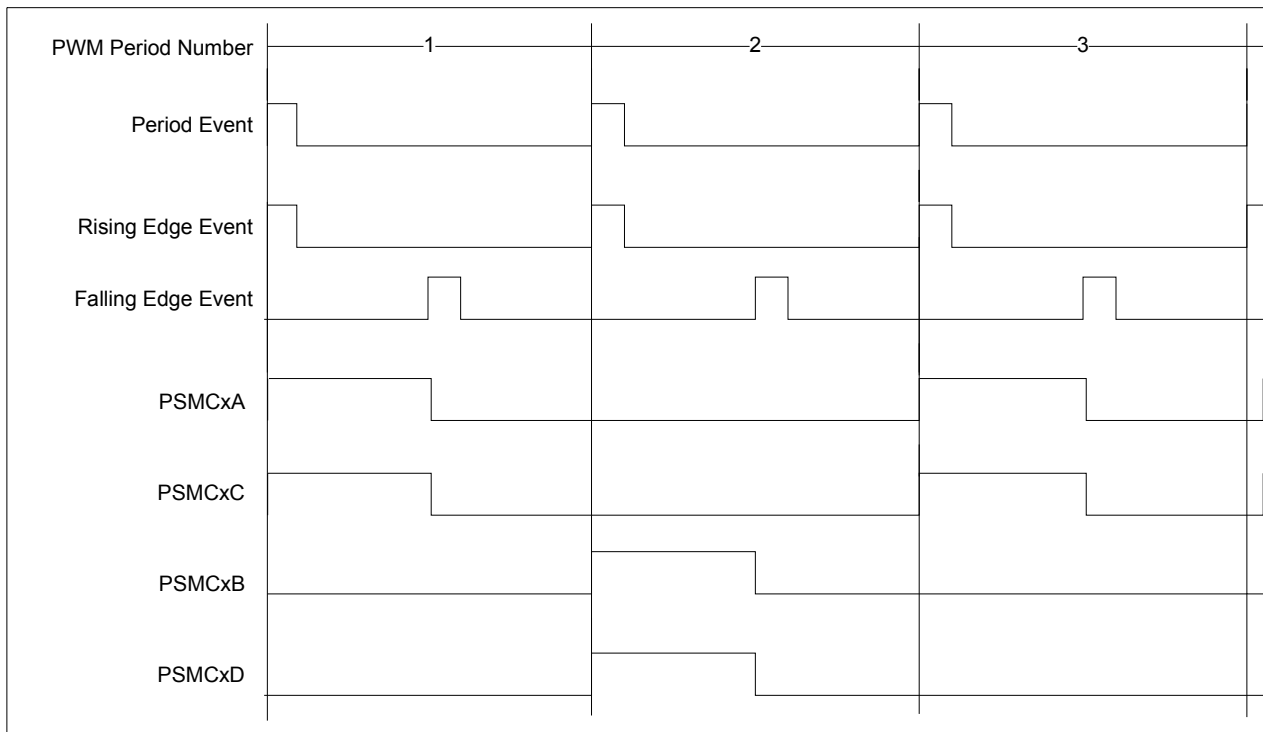 PWM Period Number 1 2 3
Period Event
Rising Edge Event
Falling Edge Event
PSMCxA
PSMCxC
PSMCxB
PSMCxD